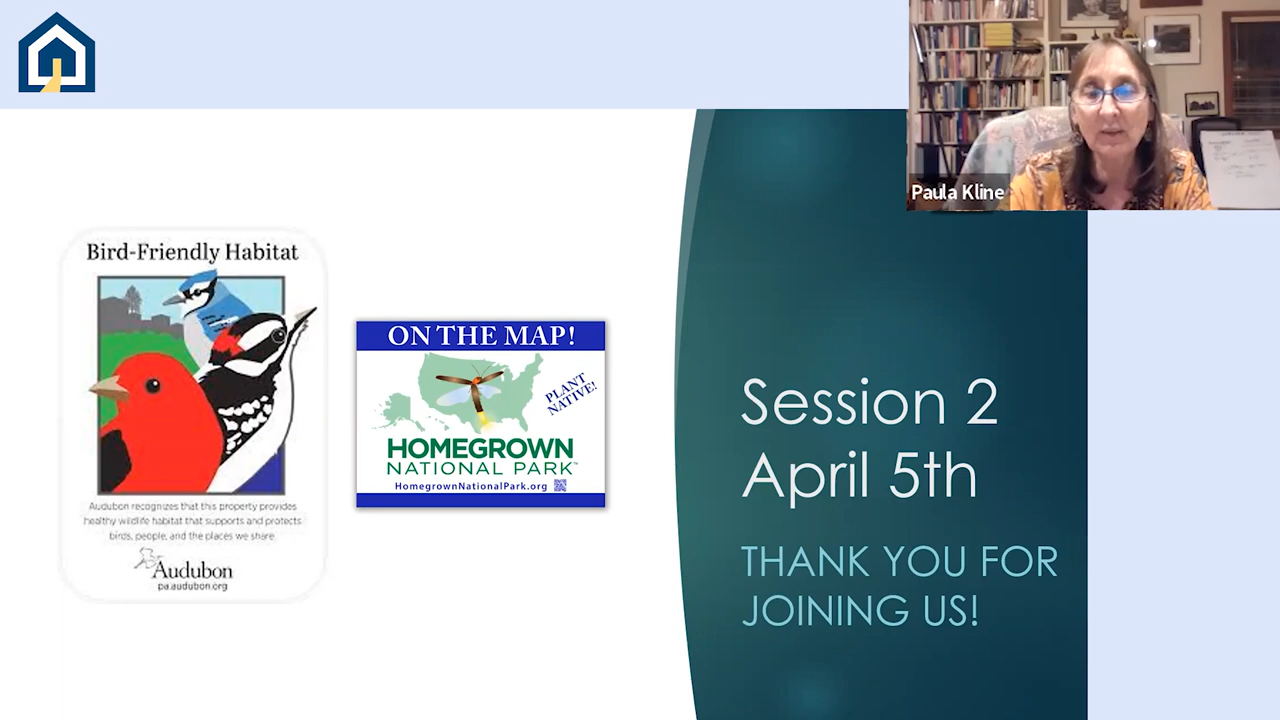 Paula Kline
Bird-Friendly Habitat
Audubon recognizes that this property provides
healthy wildlife habitat that supports and protects
birds, people, and the places we share.
Audubon
pa.audubon.org
ON THE MAP!
PLANT
NATIVE!
HOMEGROWN
NATIONAL PARK™
HomegrownNationalPark.org
Session 2
April 5th
THANK YOU FOR
JOINING US!